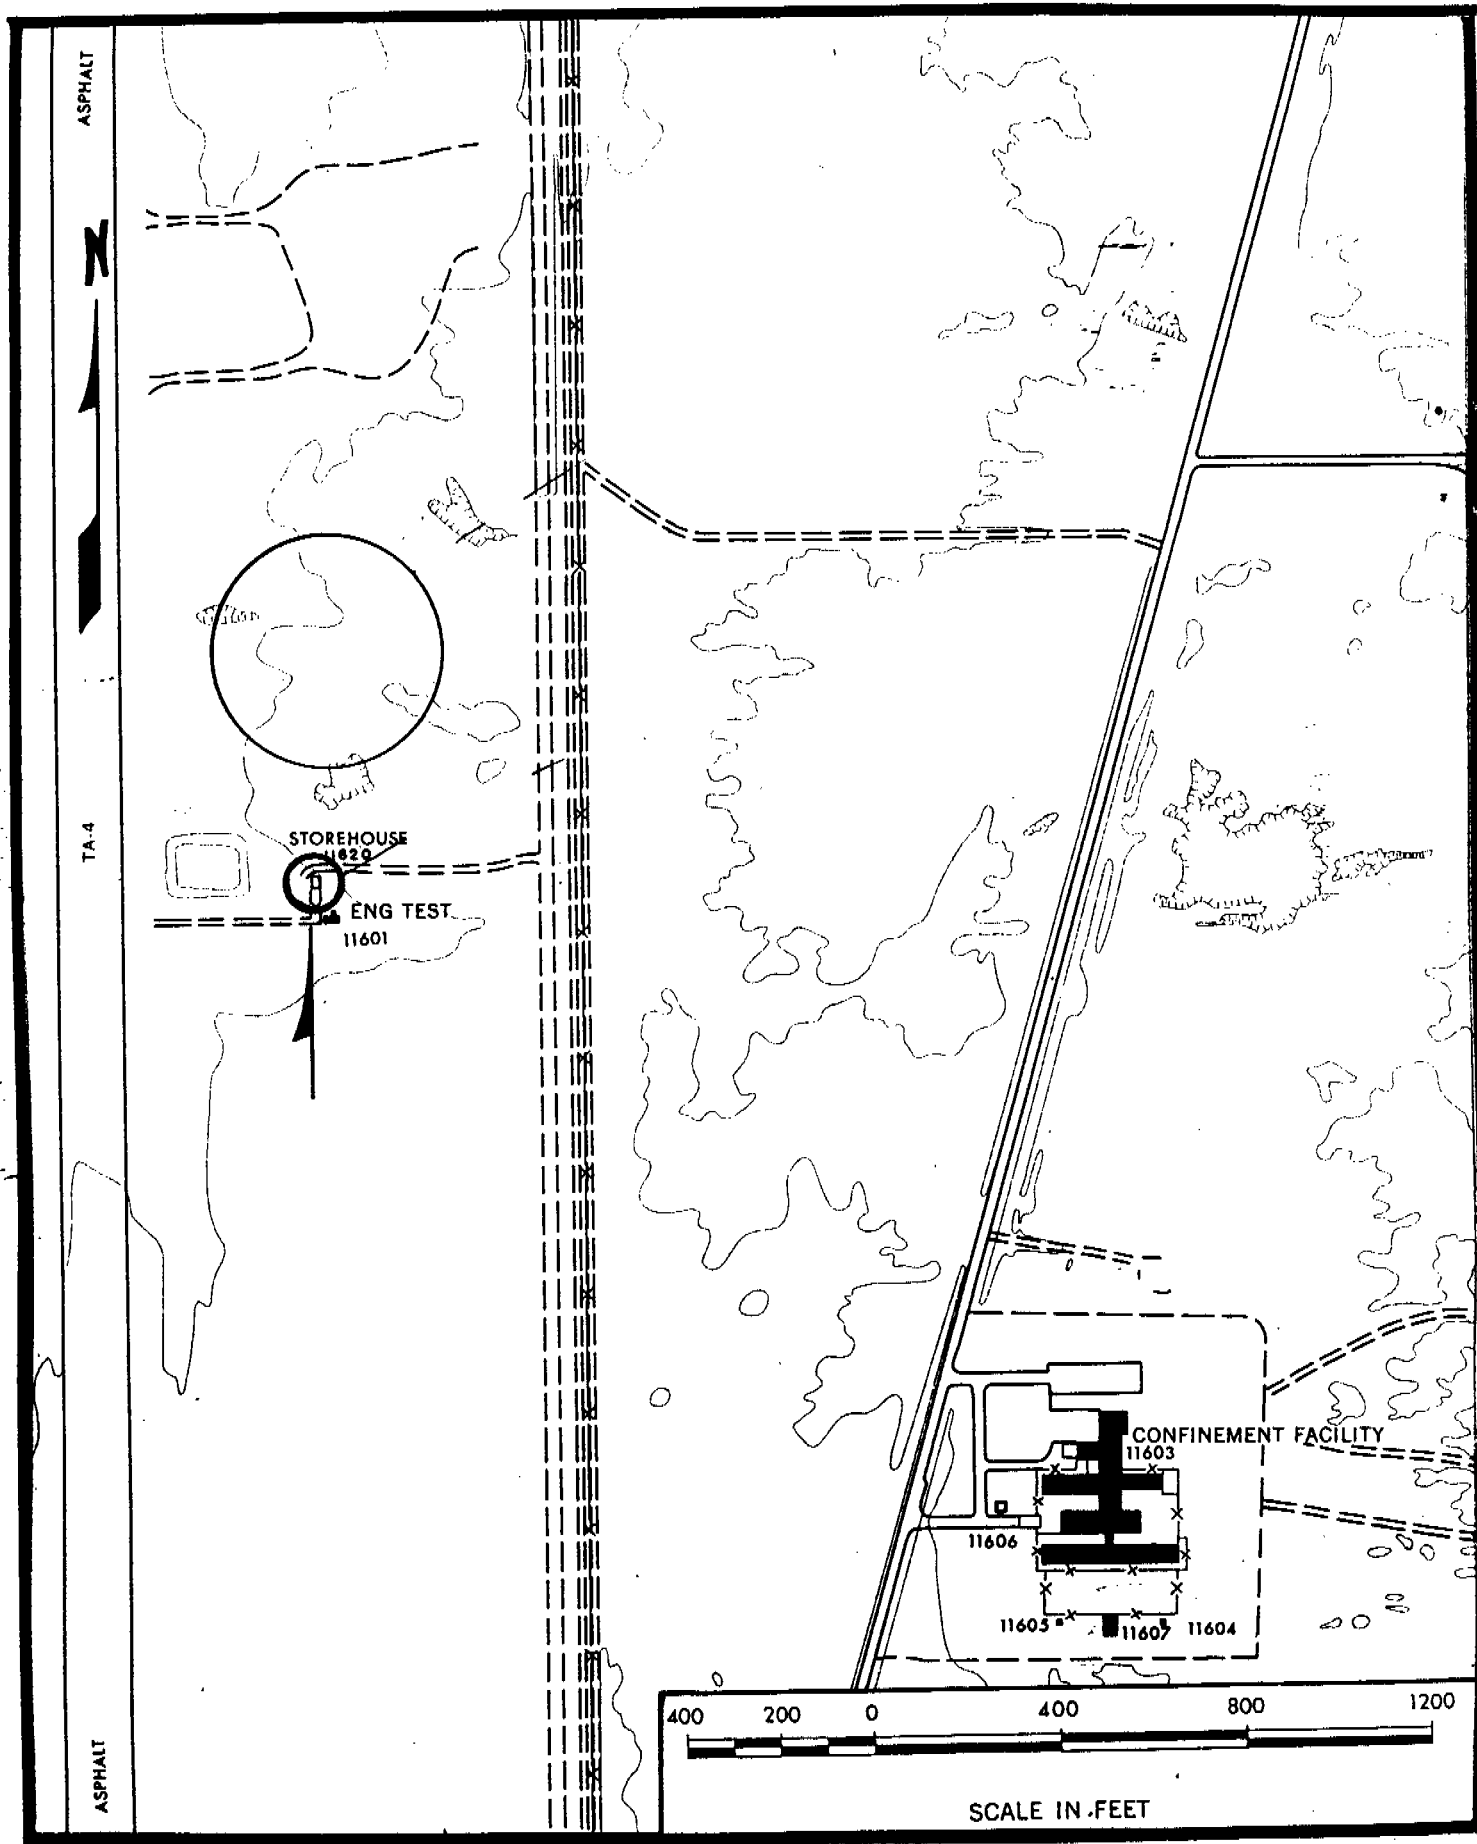 ASPHALT
N
TA-4
STOREHOUSE
11620
ENG TEST
11601
CONFINEMENT FACILITY
11603
11606
11605
11607
11604
400 200 0 400 800 1200
SCALE IN FEET
ASPHALT